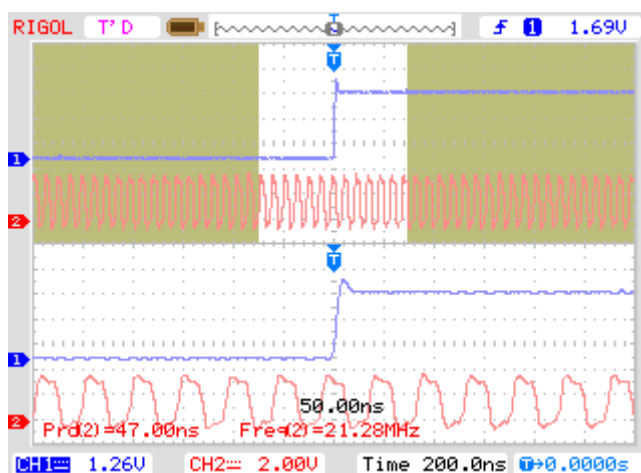 RIGOL T'D 1 1.69V
T
1
2
T
1
50.00ns
2
Prd(2)=47.00ns Freq(2)=21.28MHz
CH1 1.26V CH2 2.00V Time 200.0ns T→0.0000s